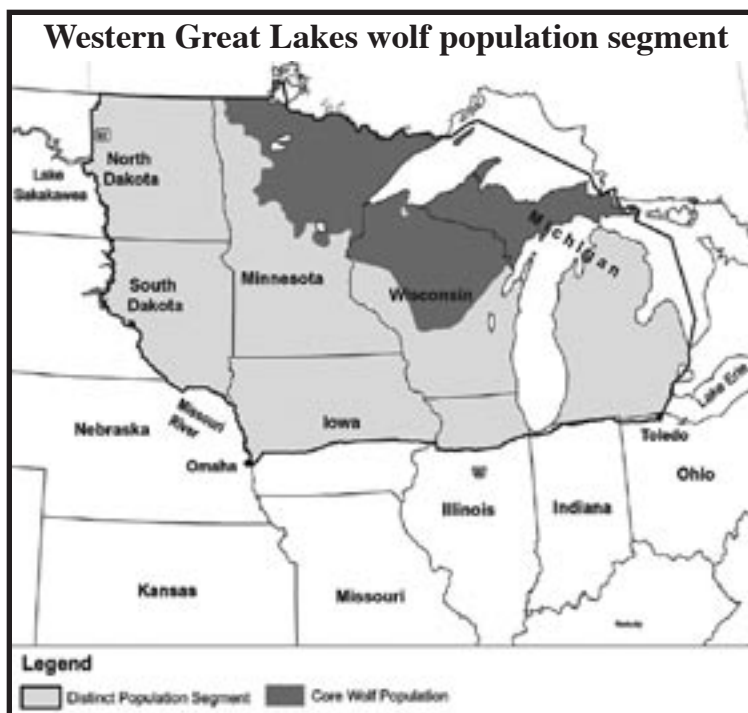 Western Great Lakes wolf population segment
North
Dakota
Lake
Sakakawea
South
Dakota
Minnesota
Wisconsin
Michigan
Lake Erie
Nebraska
Missouri
River
Iowa
Omaha
Toledo
Ohio
Illinois
Indiana
Kansas
Missouri
Legend
Distinct Population Segment
Core Wolf Population